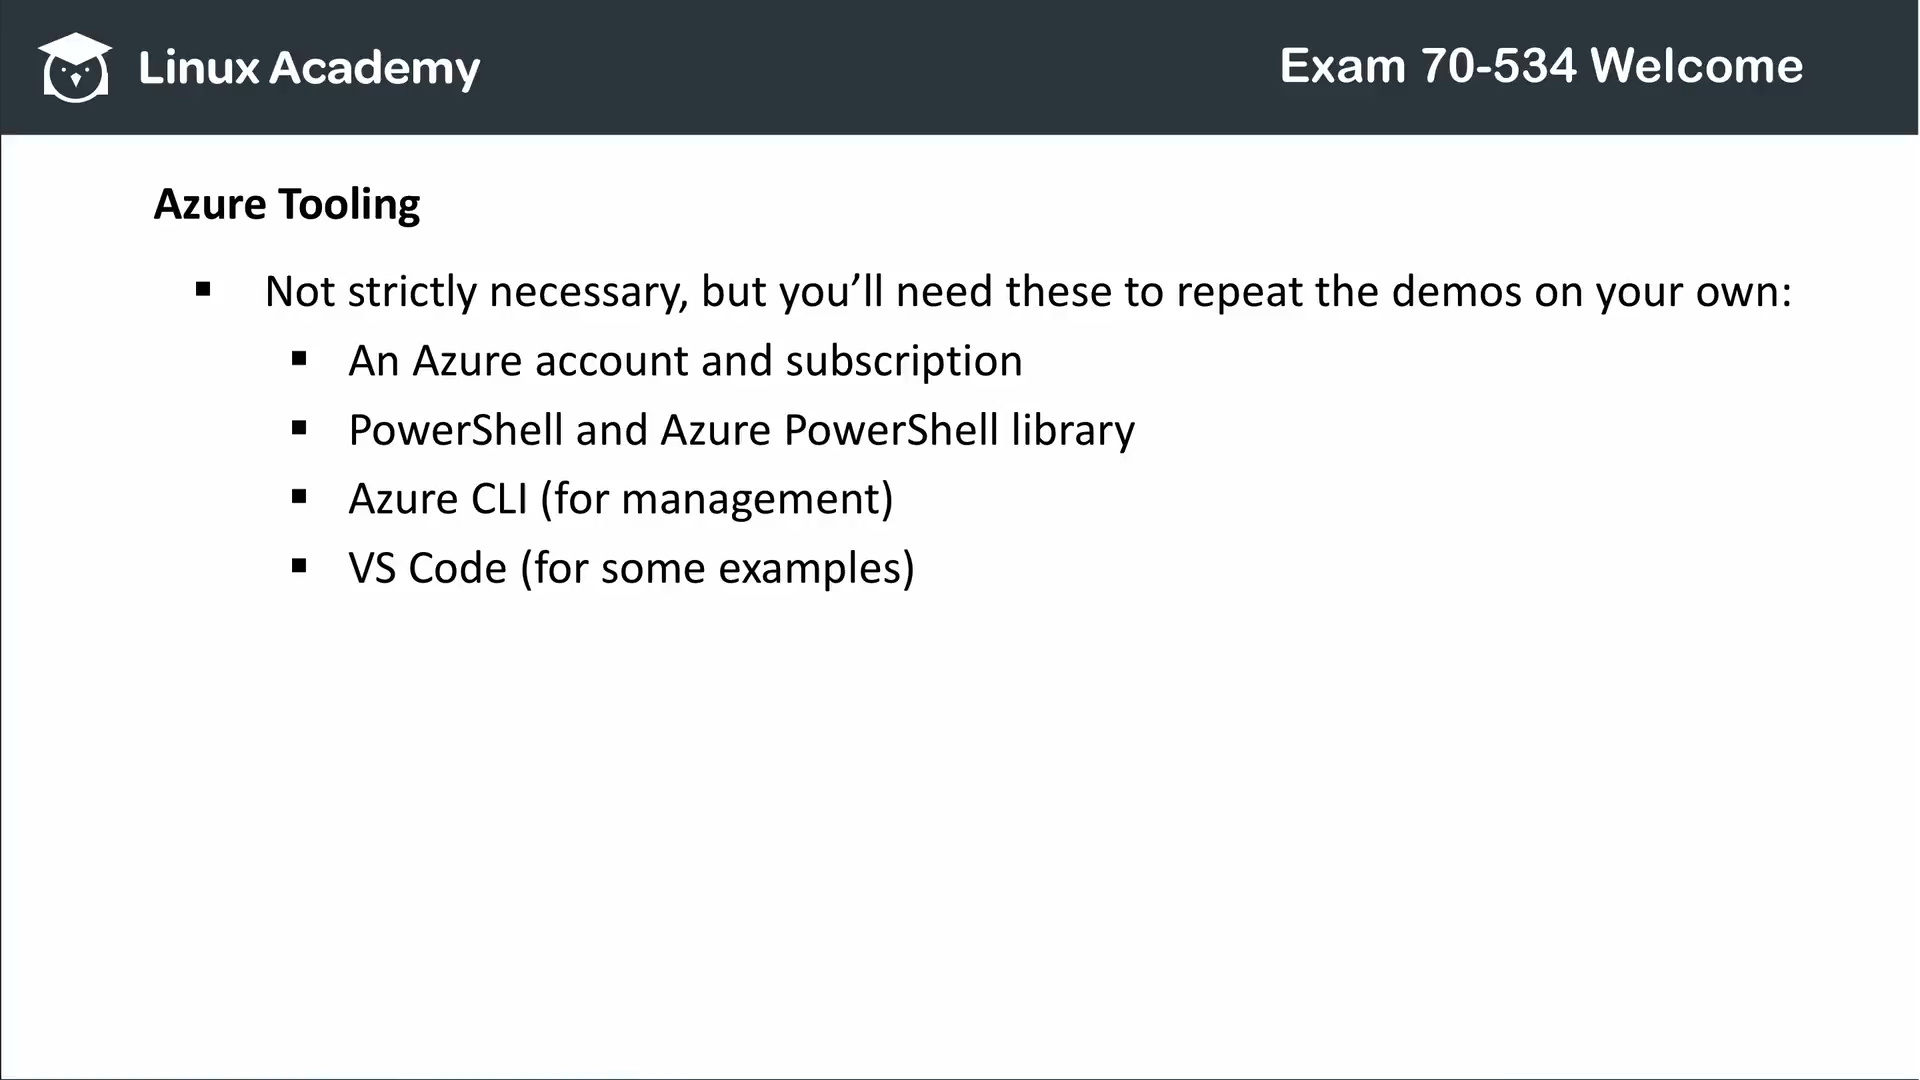 Linux Academy
Exam 70-534 Welcome
Azure Tooling
▪ Not strictly necessary, but you’ll need these to repeat the demos on your own:
▪ An Azure account and subscription
▪ PowerShell and Azure PowerShell library
▪ Azure CLI (for management)
▪ VS Code (for some examples)